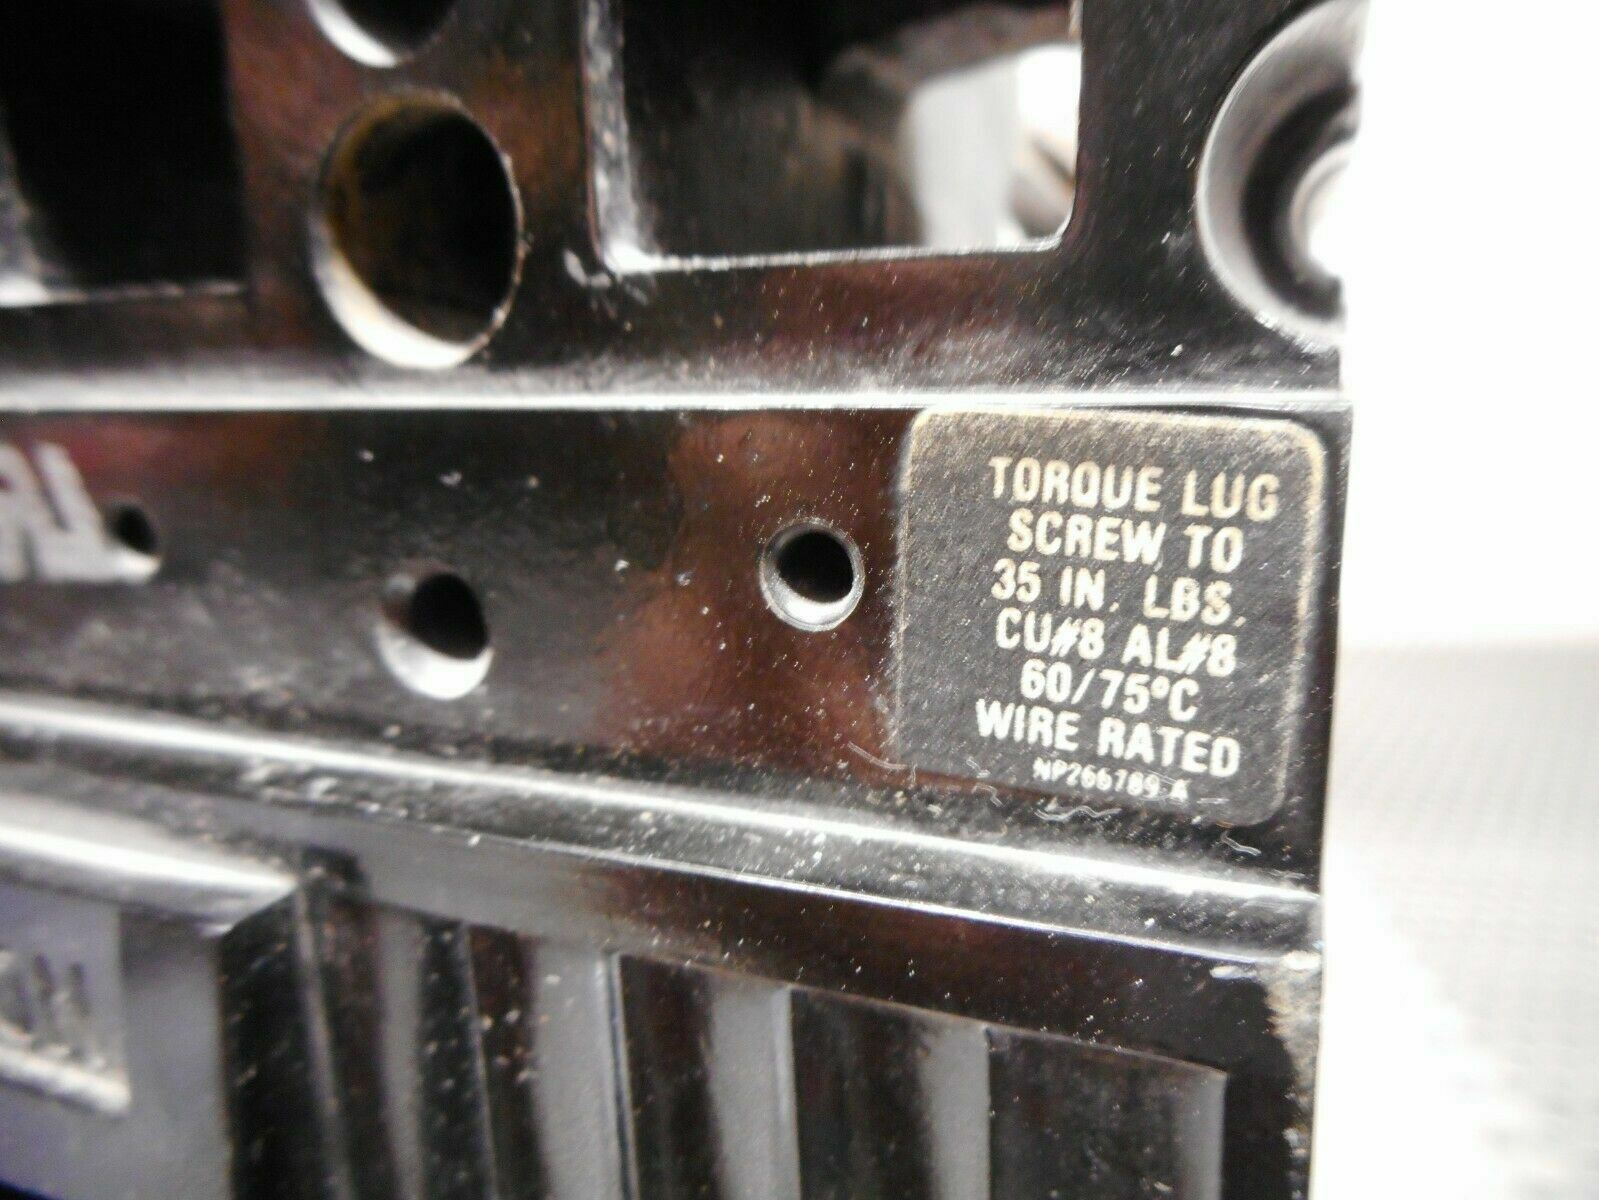 TORQUE LUG
SCREW TO
35 IN. LBS.
CU#8 AL#8
60/75°C
WIRE RATED
NP266789-A